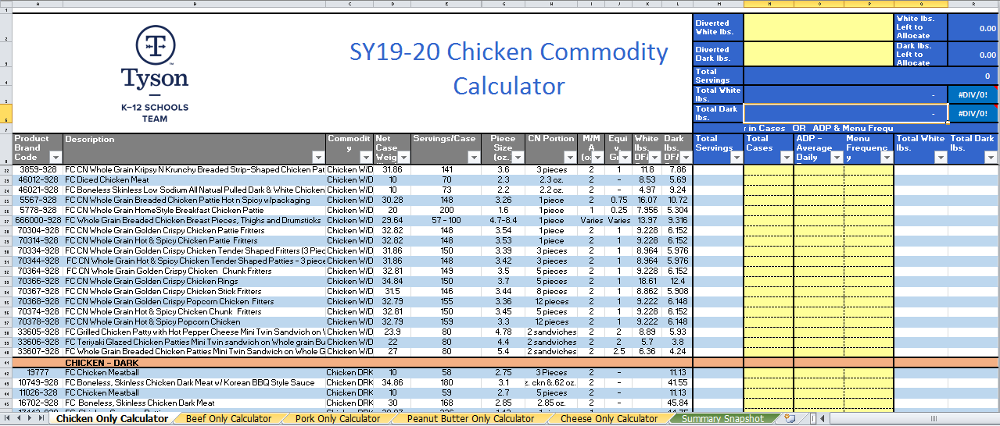 A B C D E G H I J K L M N O P Q R
Tyson
K–12 SCHOOLS
TEAM
SY19-20 Chicken Commodity
Calculator
Diverted
White lbs.
White lbs.
Left to
Allocate
0.00
Diverted
Dark lbs.
Dark lbs.
Left to
Allocate
0.00
Total
Servings
0
Total White
lbs.
- #DIV/0!
Total Dark
lbs.
- #DIV/0!
r in Cases OR ADP & Menu Frequ
Product
Brand
Code
Description
Commodit
y
Net
Case
Weig
Servings/Case
Piece
Size
(oz.)
CN Portion
M/M
A
(oz
Equi
v.
Gr
White
lbs.
DF/
Dark
lbs.
DF/
Total
Servings
Total
Cases
ADP -
Average
Daily
Menu
Frequenc
y
Total White
lbs.
Total Dark
lbs.
3859-928 FC CN Whole Grain Kripsy N Krunchy Breaded Strip-Shaped Chicken Pat Chicken W/D 31.86 141 3.6 3 pieces 2 1 11.8 7.86
46012-928 FC Diced Chicken Meat Chicken W/D 10 70 2.3 2.3 oz. 2 - 8.53 5.69
46021-928 FC Boneless Skinless Low Sodium All Natural Pulled Dark & White Chicken Chicken W/D 10 73 2.2 2.2 oz. 2 - 4.97 9.24
5567-928 FC CN Whole Grain Breaded Chicken Pattie Hot n Spicy w/packaging Chicken W/D 30.28 148 3.26 1 piece 2 0.75 16.07 10.72
5778-928 FC CN Whole Grain HomeStyle Breakfast Chicken Pattie Chicken W/D 20 200 1.6 1 piece 1 0.25 7.956 5.304
666000-928 FC Whole Grain Breaded Chicken Breast Pieces, Thighs and Drumsticks Chicken W/D 29.64 57 - 100 4.7-8.4 1 piece Varies Varies 13.97 9.316
70304-928 FC CN Whole Grain Golden Crispy Chicken Pattie Fritters Chicken W/D 32.82 148 3.54 1 piece 2 1 9.228 6.152
70314-928 FC CN Whole Grain Hot & Spicy Chicken Pattie Fritters Chicken W/D 32.82 148 3.53 1 piece 2 1 9.228 6.152
70334-928 FC CN Whole Grain Golden Crispy Chicken Tender Shaped Fritters (3 Piec Chicken W/D 31.86 150 3.39 3 pieces 2 1 8.964 5.976
70344-928 FC CN Whole Grain Hot & Spicy Chicken Tender Shaped Patties - 3 piece Chicken W/D 31.86 149 3.42 3 pieces 2 1 8.964 5.976
70364-928 FC CN Whole Grain Golden Crispy Chicken Chunk Fritters Chicken W/D 32.81 149 3.5 5 pieces 2 1 9.228 6.152
70366-928 FC CN Whole Grain Golden Crispy Chicken Rings Chicken W/D 34.84 150 3.7 5 pieces 2 1 18.61 12.4
70367-928 FC CN Whole Grain Golden Crispy Chicken Stick Fritters Chicken W/D 31.5 146 3.44 8 pieces 2 1 8.862 5.908
70368-928 FC CN Whole Grain Golden Crispy Popcorn Chicken Fitters Chicken W/D 32.79 155 3.36 12 pieces 2 1 9.222 6.148
70374-928 FC CN Whole Grain Hot & Spicy Chicken Chunk Fritters Chicken W/D 32.81 150 3.45 5 pieces 2 1 9.228 6.152
70378-928 FC CN Whole Grain Hot & Spicy Popcorn Chicken Chicken W/D 32.79 159 3.3 12 pieces 2 1 9.222 6.148
33605-928 FC Grilled Chicken Patty with Hot Pepper Cheese Mini Twin Sandwich on W Chicken W/D 23.9 80 4.78 2 sandwiches 2 2 8.89 5.93
33606-928 FC Teriyaki Glazed Chicken Patties Mini Twin sandwich on Whole grain Bu Chicken W/D 22 80 4.4 2 sandwiches 2 2 5.7 3.8
33607-928 FC Whole Grain Breaded Chicken Patties Mini Twin Sandwich on Whole G Chicken W/D 27 80 5.4 2 sandwiches 2 2.5 6.36 4.24
CHICKEN - DARK
19777 FC Chicken Meatball Chicken DRK 10 58 2.75 3 Pieces 2 - 11.13
10749-928 FC Boneless, Skinless Chicken Dark Meat w/ Korean BBQ Style Sauce Chicken DRK 34.86 180 3.1 z. ckn &.62 oz. 2 - 41.55
11026-328 FC Chicken Meatball Chicken DRK 10 59 2.7 5 pieces 2 - 11.13
16702-928 FC Boneless, Skinless Chicken Dark Meat Chicken DRK 30 168 2.85 2.85 oz. 2 - 45.84
Chicken Only Calculator Beef Only Calculator Pork Only Calculator Peanut Butter Only Calculator Cheese Only Calculator Summary Snapshot